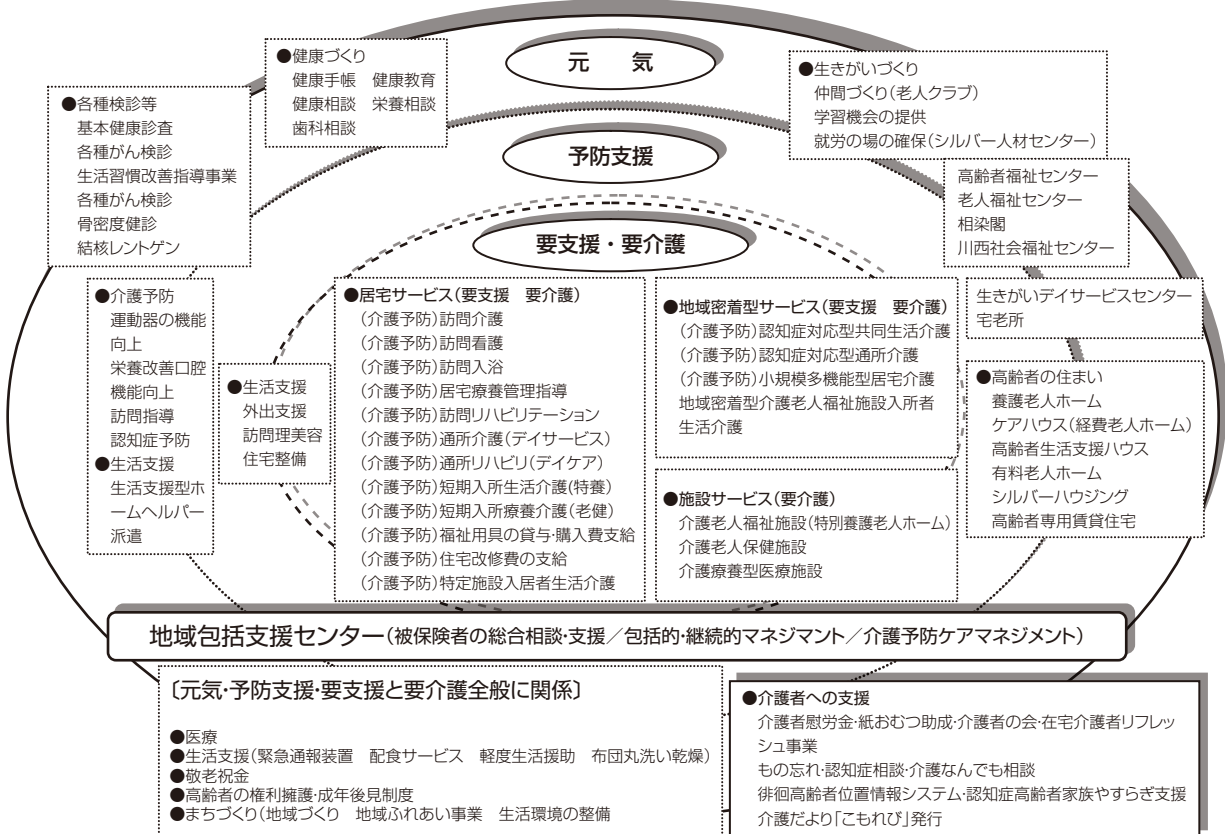 元　気
●健康づくり
健康手帳　健康教育
健康相談　栄養相談
歯科相談
●生きがいづくり
仲間づくり(老人クラブ)
学習機会の提供
就労の場の確保(シルバー人材センター)
●各種検診等
基本健康診査
各種がん検診
生活習慣改善指導事業
各種がん検診
骨密度健診
結核レントゲン
予防支援
高齢者福祉センター
老人福祉センター
相染閣
川西社会福祉センター
要支援・要介護
●介護予防
運動器の機能
向上
栄養改善口腔
機能向上
訪問指導
認知症予防
●生活支援
生活支援型ホ
ームヘルパー
派遣
●生活支援
外出支援
訪問理美容
住宅整備
●居宅サービス(要支援　要介護)
(介護予防)訪問介護
(介護予防)訪問看護
(介護予防)訪問入浴
(介護予防)居宅療養管理指導
(介護予防)訪問リハビリテーション
(介護予防)通所介護(デイサービス)
(介護予防)通所リハビリ(デイケア)
(介護予防)短期入所生活介護(特養)
(介護予防)短期入所療養介護(老健)
(介護予防)福祉用具の貸与・購入費支給
(介護予防)住宅改修費の支給
(介護予防)特定施設入居者生活介護
●地域密着型サービス(要支援　要介護)
(介護予防)認知症対応型共同生活介護
(介護予防)認知症対応型通所介護
(介護予防)小規模多機能型居宅介護
地域密着型介護老人福祉施設入所者
生活介護
●施設サービス(要介護)
介護老人福祉施設(特別養護老人ホーム)
介護老人保健施設
介護療養型医療施設
生きがいデイサービスセンター
宅老所
●高齢者の住まい
養護老人ホーム
ケアハウス(経費老人ホーム)
高齢者生活支援ハウス
有料老人ホーム
シルバーハウジング
高齢者専用賃貸住宅
地域包括支援センター(被保険者の総合相談・支援／包括的・継続的マネジマント／介護予防ケアマネジメント)
〔元気・予防支援・要支援と要介護全般に関係〕
●医療
●生活支援(緊急通報装置　配食サービス　軽度生活援助　布団丸洗い乾燥)
●敬老祝金
●高齢者の権利擁護・成年後見制度
●まちづくり(地域づくり　地域ふれあい事業　生活環境の整備
●介護者への支援
介護者慰労金・紙おむつ助成・介護者の会・在宅介護者リフレッ
シュ事業
もの忘れ・認知症相談・介護なんでも相談
徘徊高齢者位置情報システム・認知症高齢者家族やすらぎ支援
介護だより「こもれび」発行